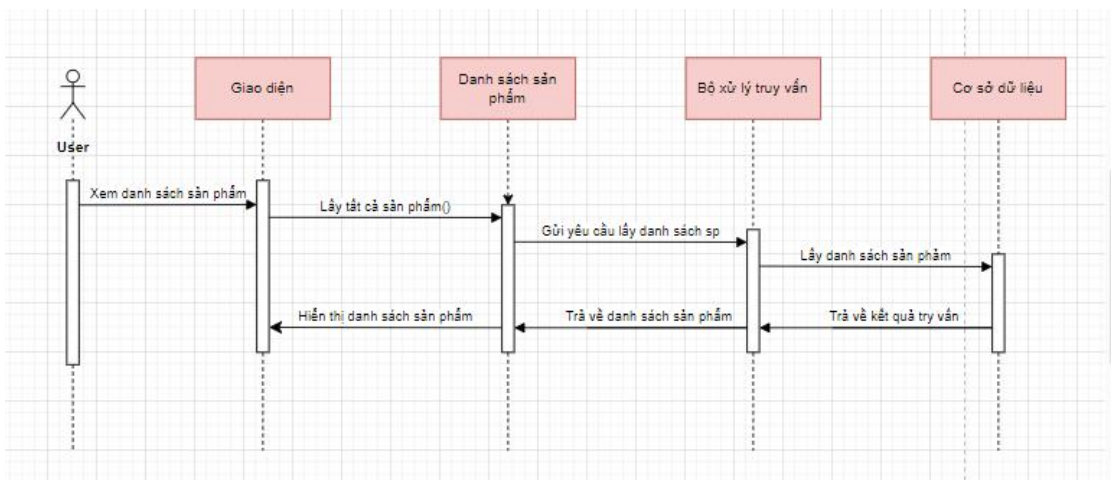 Giao diện
Danh sách sản
phẩm
Bộ xử lý truy vấn
Cơ sở dữ liệu
User
Xem danh sách sản phẩm
Lấy tất cả sản phẩm()
Gửi yêu cầu lấy danh sách sp
Lấy danh sách sản phẩm
Hiển thị danh sách sản phẩm
Trả về danh sách sản phẩm
Trả về kết quả try vấn